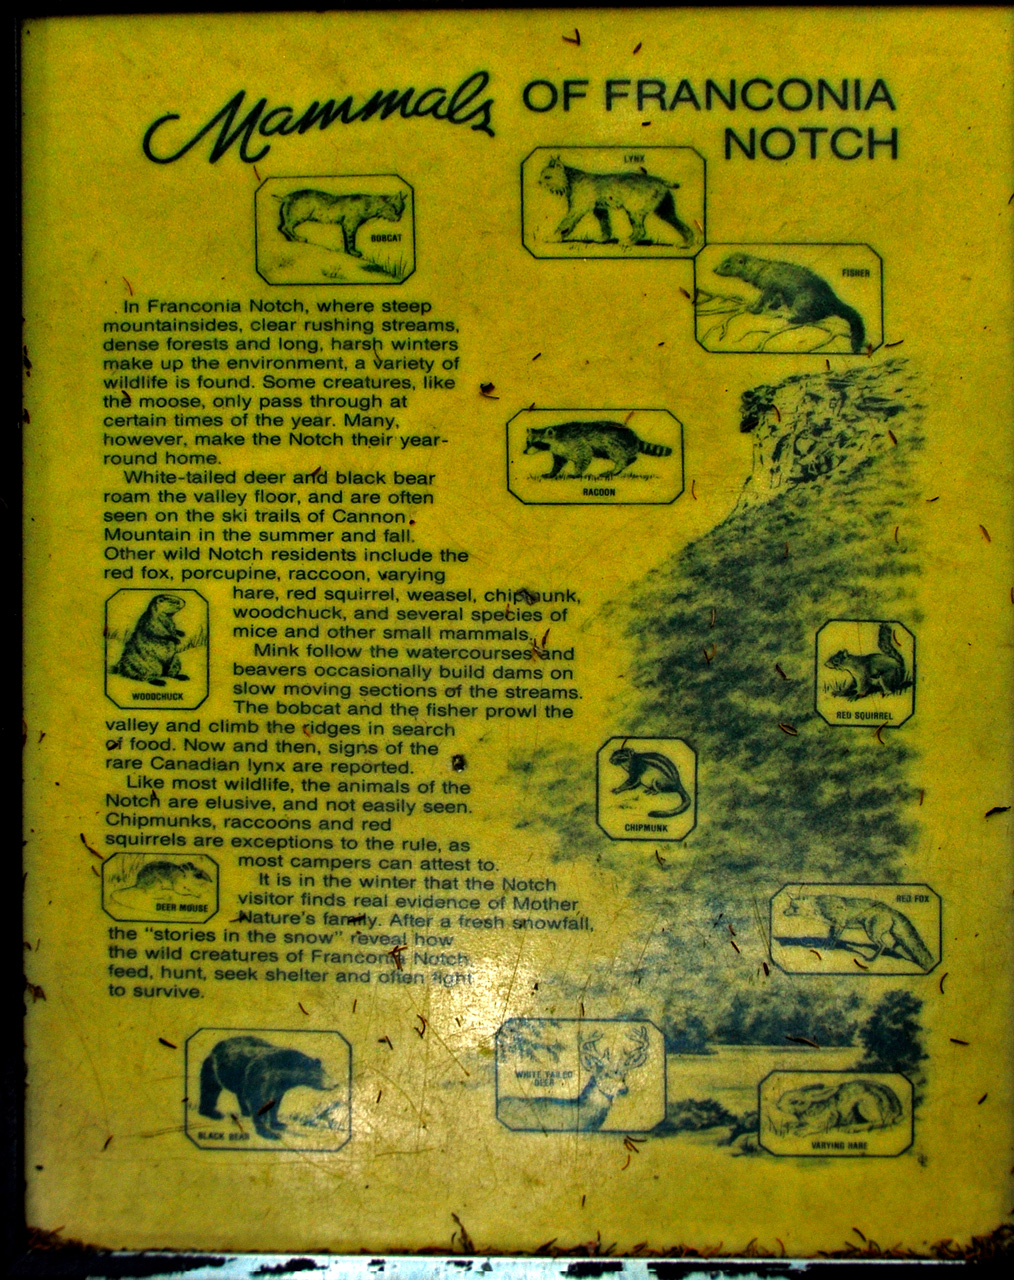 Mammals OF FRANCONIA
NOTCH
LYNX
BOBCAT
FISHER
In Franconia Notch, where steep
mountainsides, clear rushing streams,
dense forests and long, harsh winters
make up the environment, a variety of
wildlife is found. Some creatures, like
the moose, only pass through at
certain times of the year. Many,
however, make the Notch their year-
round home.
RACOON
White-tailed deer and black bear
roam the valley floor, and are often
seen on the ski trails of Cannon
Mountain in the summer and fall.
Other wild Notch residents include the
red fox, porcupine, raccoon, varying
hare, red squirrel, weasel, chipmunk,
woodchuck, and several species of
mice and other small mammals.
Mink follow the watercourses and
beavers occasionally build dams on
slow moving sections of the streams.
The bobcat and the fisher prowl the
valley and climb the ridges in search
of food. Now and then, signs of the
rare Canadian lynx are reported.
WOODCHUCK
RED SQUIRREL
Like most wildlife, the animals of the
Notch are elusive, and not easily seen.
Chipmunks, raccoons and red
squirrels are exceptions to the rule, as
most campers can attest to.
CHIPMUNK
It is in the winter that the Notch
visitor finds real evidence of Mother
Nature's family. After a fresh snowfall,
the "stories in the snow" reveal how
the wild creatures of Franconia Notch
feed, hunt, seek shelter and often fight
to survive.
DEER MOUSE
RED FOX
BLACK BEAR
WHITE TAILED
DEER
VARYING HARE